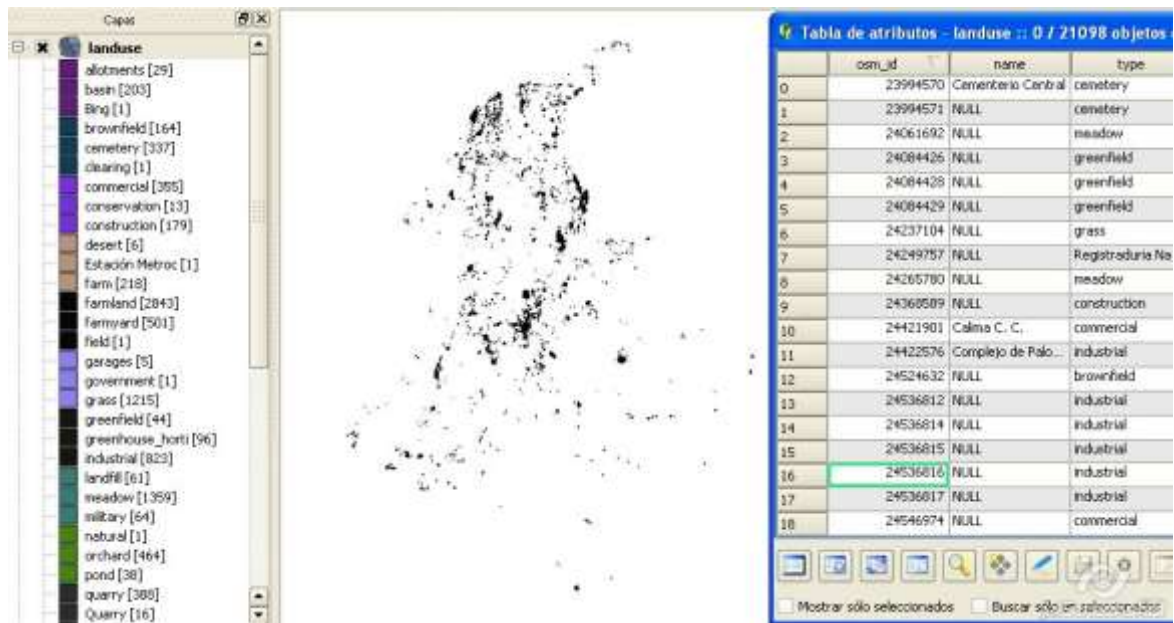 Capas
landuse
allotments [29]
basin [203]
Bing [1]
brownfield [164]
cemetery [337]
clearing [1]
commercial [355]
conservation [13]
construction [179]
desert [6]
Estación Metroc [1]
farm [218]
farmland [2843]
farmyard [501]
field [1]
garages [5]
government [1]
grass [1215]
greenfield [44]
greenhouse_horti [96]
industrial [823]
landfill [61]
meadow [1359]
military [64]
natural [1]
orchard [464]
pond [38]
quarry [388]
Quarry [16]
Tabla de atributos - landuse :: 0 / 21098 objetos
osm_id name type
0 23994570 Cementerio Central cemetery
1 23994571 NULL cemetery
2 24061692 NULL meadow
3 24084426 NULL greenfield
4 24084428 NULL greenfield
5 24084429 NULL greenfield
6 24237104 NULL grass
7 24249757 NULL Registraduria Na
8 24265780 NULL meadow
9 24368589 NULL construction
10 24421901 Calima C. C. commercial
11 24422576 Complejo de Palo... industrial
12 24524632 NULL brownfield
13 24536812 NULL industrial
14 24536814 NULL industrial
15 24536815 NULL industrial
16 24536816 NULL industrial
17 24536817 NULL industrial
18 24546974 NULL commercial
Mostrar sólo seleccionados Buscar sólo en seleccionados